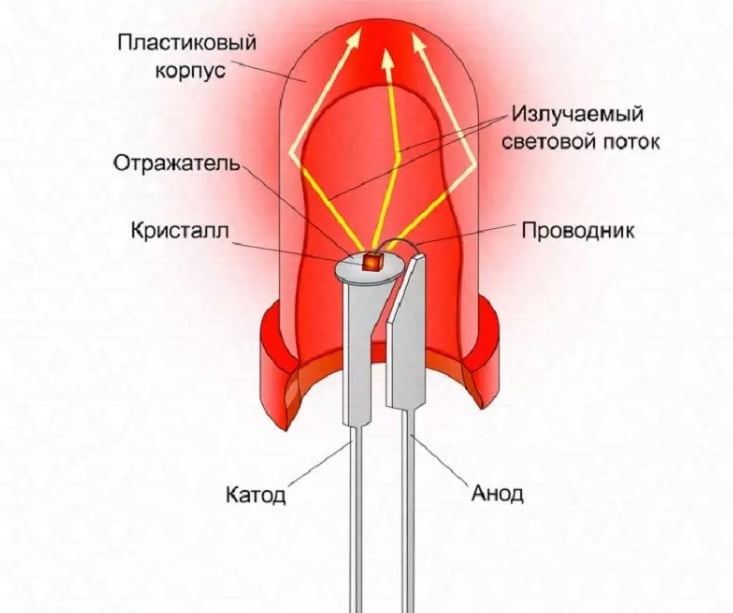 Пластиковый
корпус
Излучаемый
световой поток
Отражатель
Кристалл
Проводник
Катод
Анод